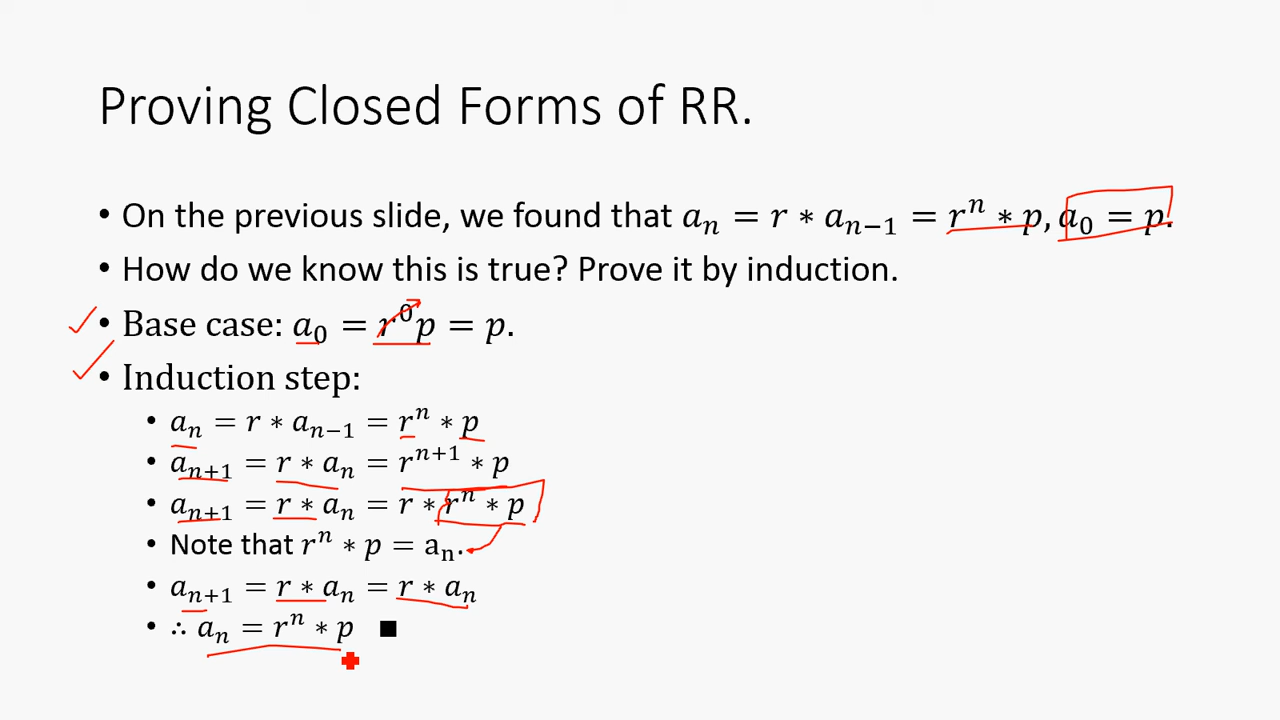 Proving Closed Forms of RR.
• On the previous slide, we found that aₙ = r ∗ aₙ₋₁ = rⁿ ∗ p, a₀ = p.
• How do we know this is true? Prove it by induction.
• Base case: a₀ = r⁰p = p.
• Induction step:
• aₙ = r ∗ aₙ₋₁ = rⁿ ∗ p
• aₙ₊₁ = r ∗ aₙ = rⁿ⁺¹ ∗ p
• aₙ₊₁ = r ∗ aₙ = r ∗ rⁿ ∗ p
• Note that rⁿ ∗ p = aₙ.
• aₙ₊₁ = r ∗ aₙ = r ∗ aₙ
• ∴ aₙ = rⁿ ∗ p ■